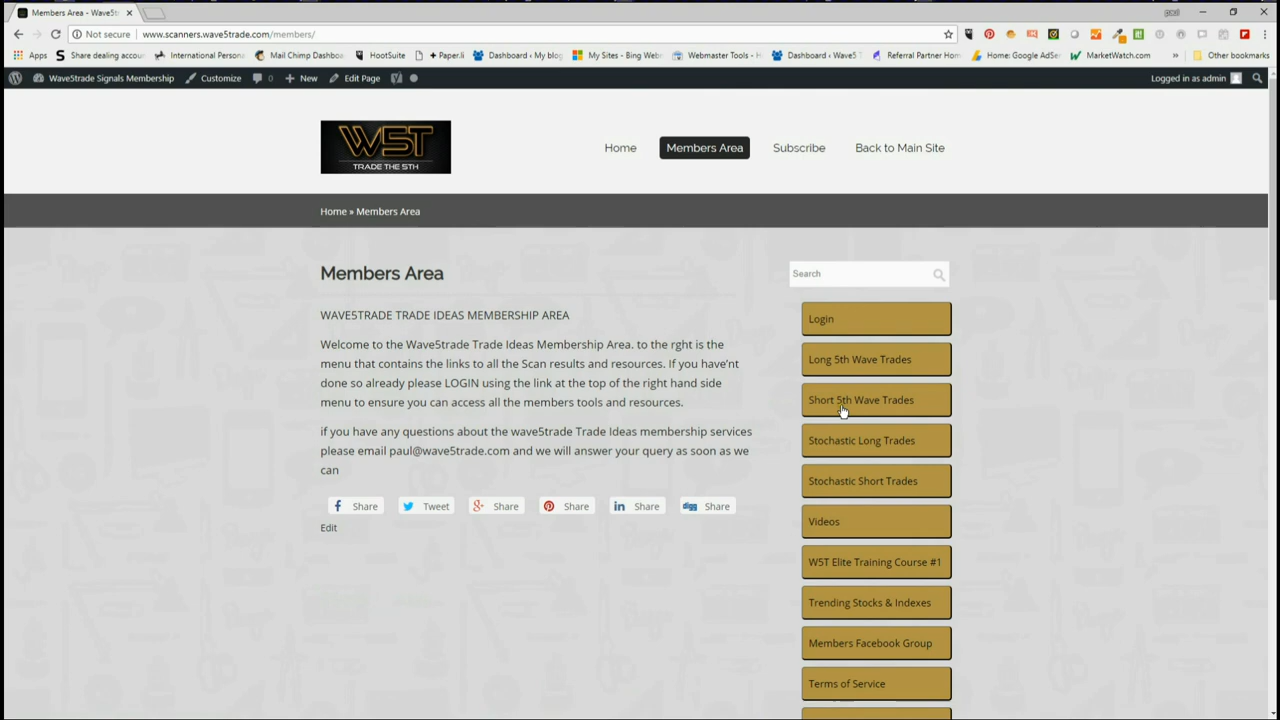 Members Area - Wave5t
paul
Not secure
www.scanners.wave5trade.com/members/
Apps
Share dealing accou
International Persona
Mail Chimp Dashboa
HootSuite
+ Paper.li
Dashboard ‹ My blog
My Sites - Bing Web
Webmaster Tools - H
Dashboard ‹ Wave5 T
Referral Partner Hom
Home: Google AdSe
MarketWatch.com
»
Other bookmarks
Wave5trade Signals Membership
Customize
0
+ New
Edit Page
Logged in as admin
W5T
TRADE THE 5TH
Home
Members Area
Subscribe
Back to Main Site
Home » Members Area
Members Area
WAVE5TRADE TRADE IDEAS MEMBERSHIP AREA
Welcome to the Wave5trade Trade Ideas Membership Area. to the rght is the
menu that contains the links to all the Scan results and resources. If you have'nt
done so already please LOGIN using the link at the top of the right hand side
menu to ensure you can access all the members tools and resources.
if you have any questions about the wave5trade Trade Ideas membership services
please email paul@wave5trade.com and we will answer your query as soon as we
can
Share
Tweet
Share
Share
Share
digg Share
Edit
Search
Login
Long 5th Wave Trades
Short 5th Wave Trades
Stochastic Long Trades
Stochastic Short Trades
Videos
W5T Elite Training Course #1
Trending Stocks & Indexes
Members Facebook Group
Terms of Service